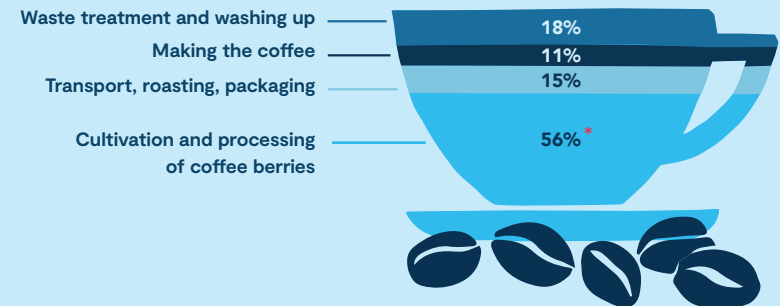 Waste treatment and washing up
18%
Making the coffee
11%
Transport, roasting, packaging
15%
Cultivation and processing
of coffee berries
56%*